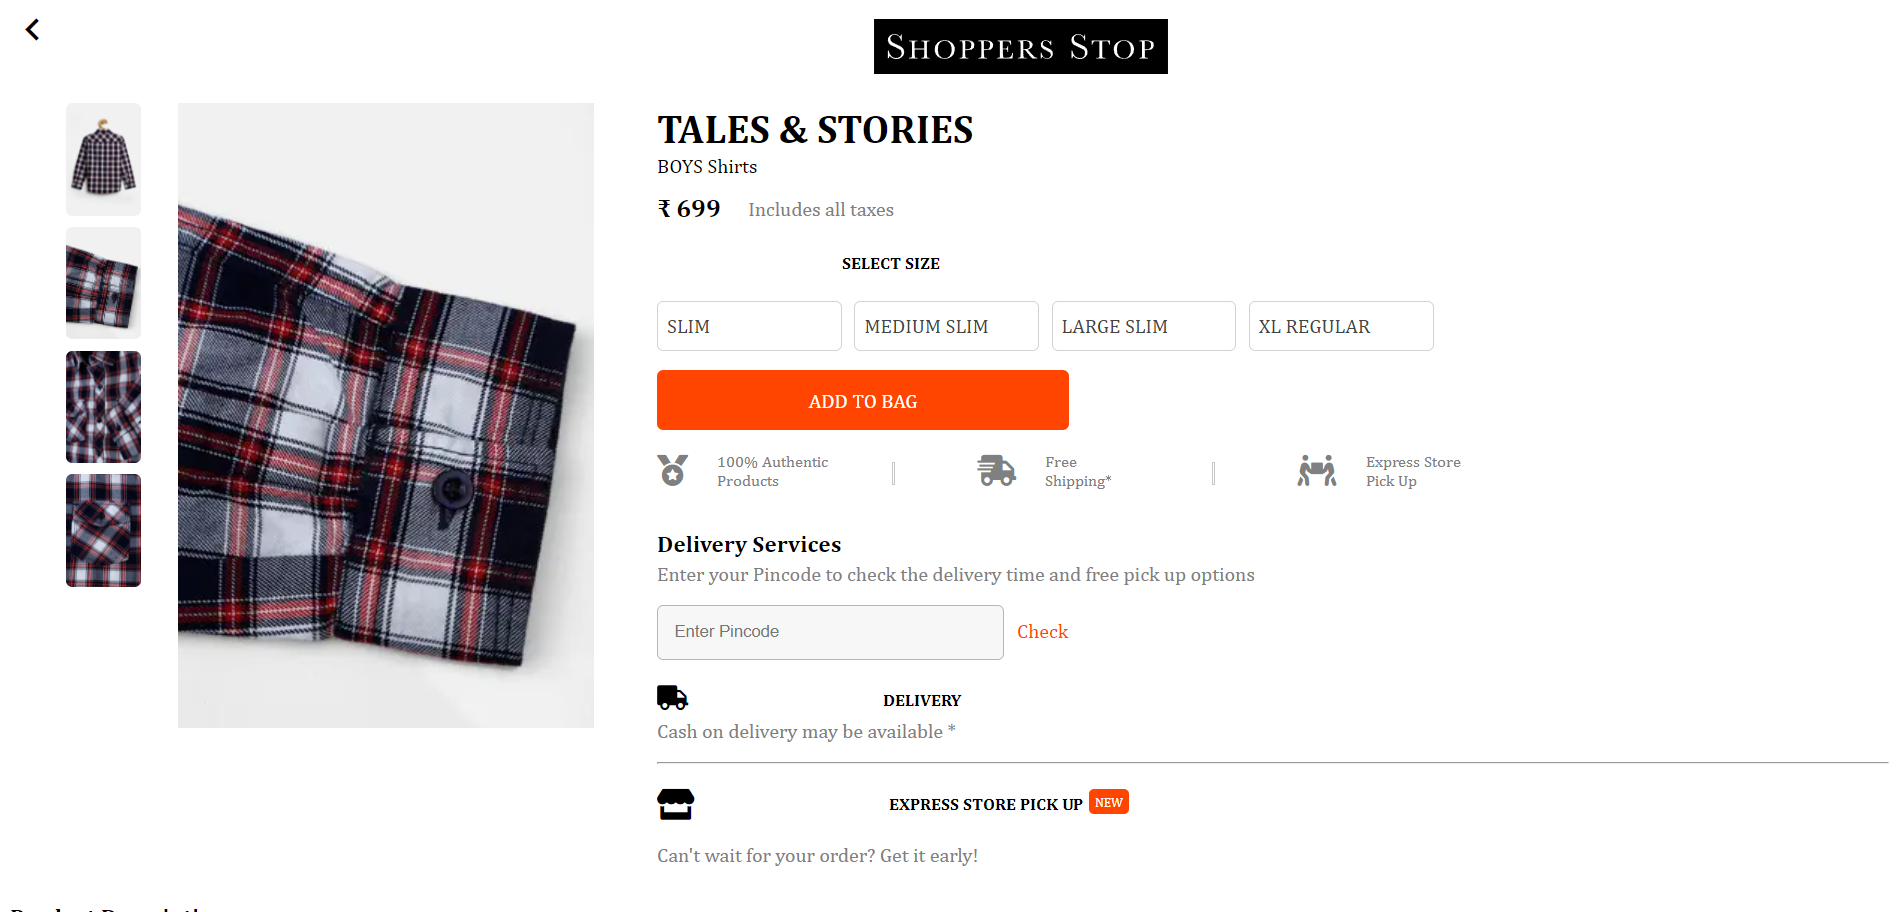 SHOPPERS STOP
TALES & STORIES
BOYS Shirts
₹ 699 Includes all taxes
SELECT SIZE
SLIM
MEDIUM SLIM
LARGE SLIM
XL REGULAR
ADD TO BAG
100% Authentic
Products
Free
Shipping*
Express Store
Pick Up
Delivery Services
Enter your Pincode to check the delivery time and free pick up options
Enter Pincode
Check
DELIVERY
Cash on delivery may be available *
EXPRESS STORE PICK UP NEW
Can't wait for your order? Get it early!